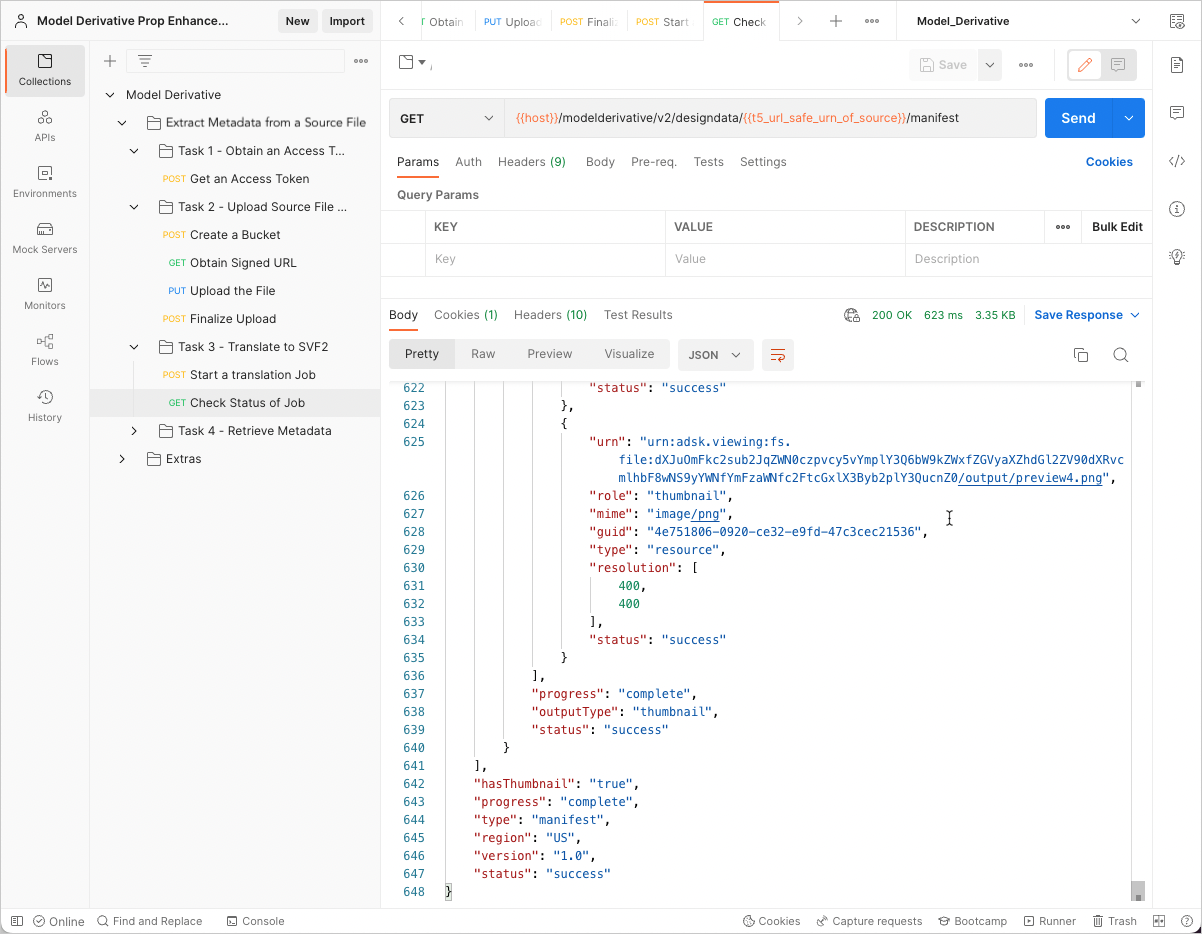 Model Derivative Prop Enhance...
New
Import
Obtain
PUT Upload
POST Finali
POST Start
GET Check
Model_Derivative
Collections
APIs
Environments
Mock Servers
Monitors
Flows
History
Model Derivative
Extract Metadata from a Source File
Task 1 - Obtain an Access T...
POST Get an Access Token
Task 2 - Upload Source File ...
POST Create a Bucket
GET Obtain Signed URL
PUT Upload the File
POST Finalize Upload
Task 3 - Translate to SVF2
POST Start a translation Job
GET Check Status of Job
Task 4 - Retrieve Metadata
Extras
/
Save
GET
{{host}}/modelderivative/v2/designdata/{{t5_url_safe_urn_of_source}}/manifest
Send
Params Auth Headers (9) Body Pre-req. Tests Settings
Cookies
Query Params
KEY VALUE DESCRIPTION Bulk Edit
Key Value Description
Body Cookies (1) Headers (10) Test Results
200 OK 623 ms 3.35 KB Save Response
Pretty Raw Preview Visualize JSON
622 "status": "success"
623 },
624 {
625 "urn": "urn:adsk.viewing:fs.
file:dXJuOmFkc2sub2JqZWN0czpvcy5vYmplY3Q6bW9kZWxfZGVyaXZhdGl2ZV90dXRvc
mlhbF8wNS9yYWNfYmFzaWNfc2FtcGxlX3Byb2plY3QucnZ0/output/preview4.png",
626 "role": "thumbnail",
627 "mime": "image/png",
628 "guid": "4e751806-0920-ce32-e9fd-47c3cec21536",
629 "type": "resource",
630 "resolution": [
631 400,
632 400
633 ],
634 "status": "success"
635 }
636 ],
637 "progress": "complete",
638 "outputType": "thumbnail",
639 "status": "success"
640 }
641 ],
642 "hasThumbnail": "true",
643 "progress": "complete",
644 "type": "manifest",
645 "region": "US",
646 "version": "1.0",
647 "status": "success"
648 }
Online Find and Replace Console
Cookies Capture requests Bootcamp Runner Trash